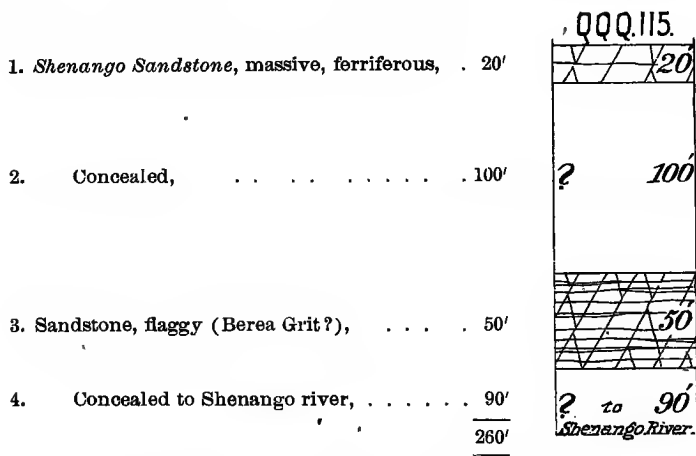 QQQ.115.
1. Shenango Sandstone, massive, ferriferous, . 20'
20'
2. Concealed, . . . . . . . . . . 100'
? 100'
3. Sandstone, flaggy (Berea Grit?), . . . . 50'
50'
4. Concealed to Shenango river, . . . . . . 90'
? to 90'
Shenango River.
260'